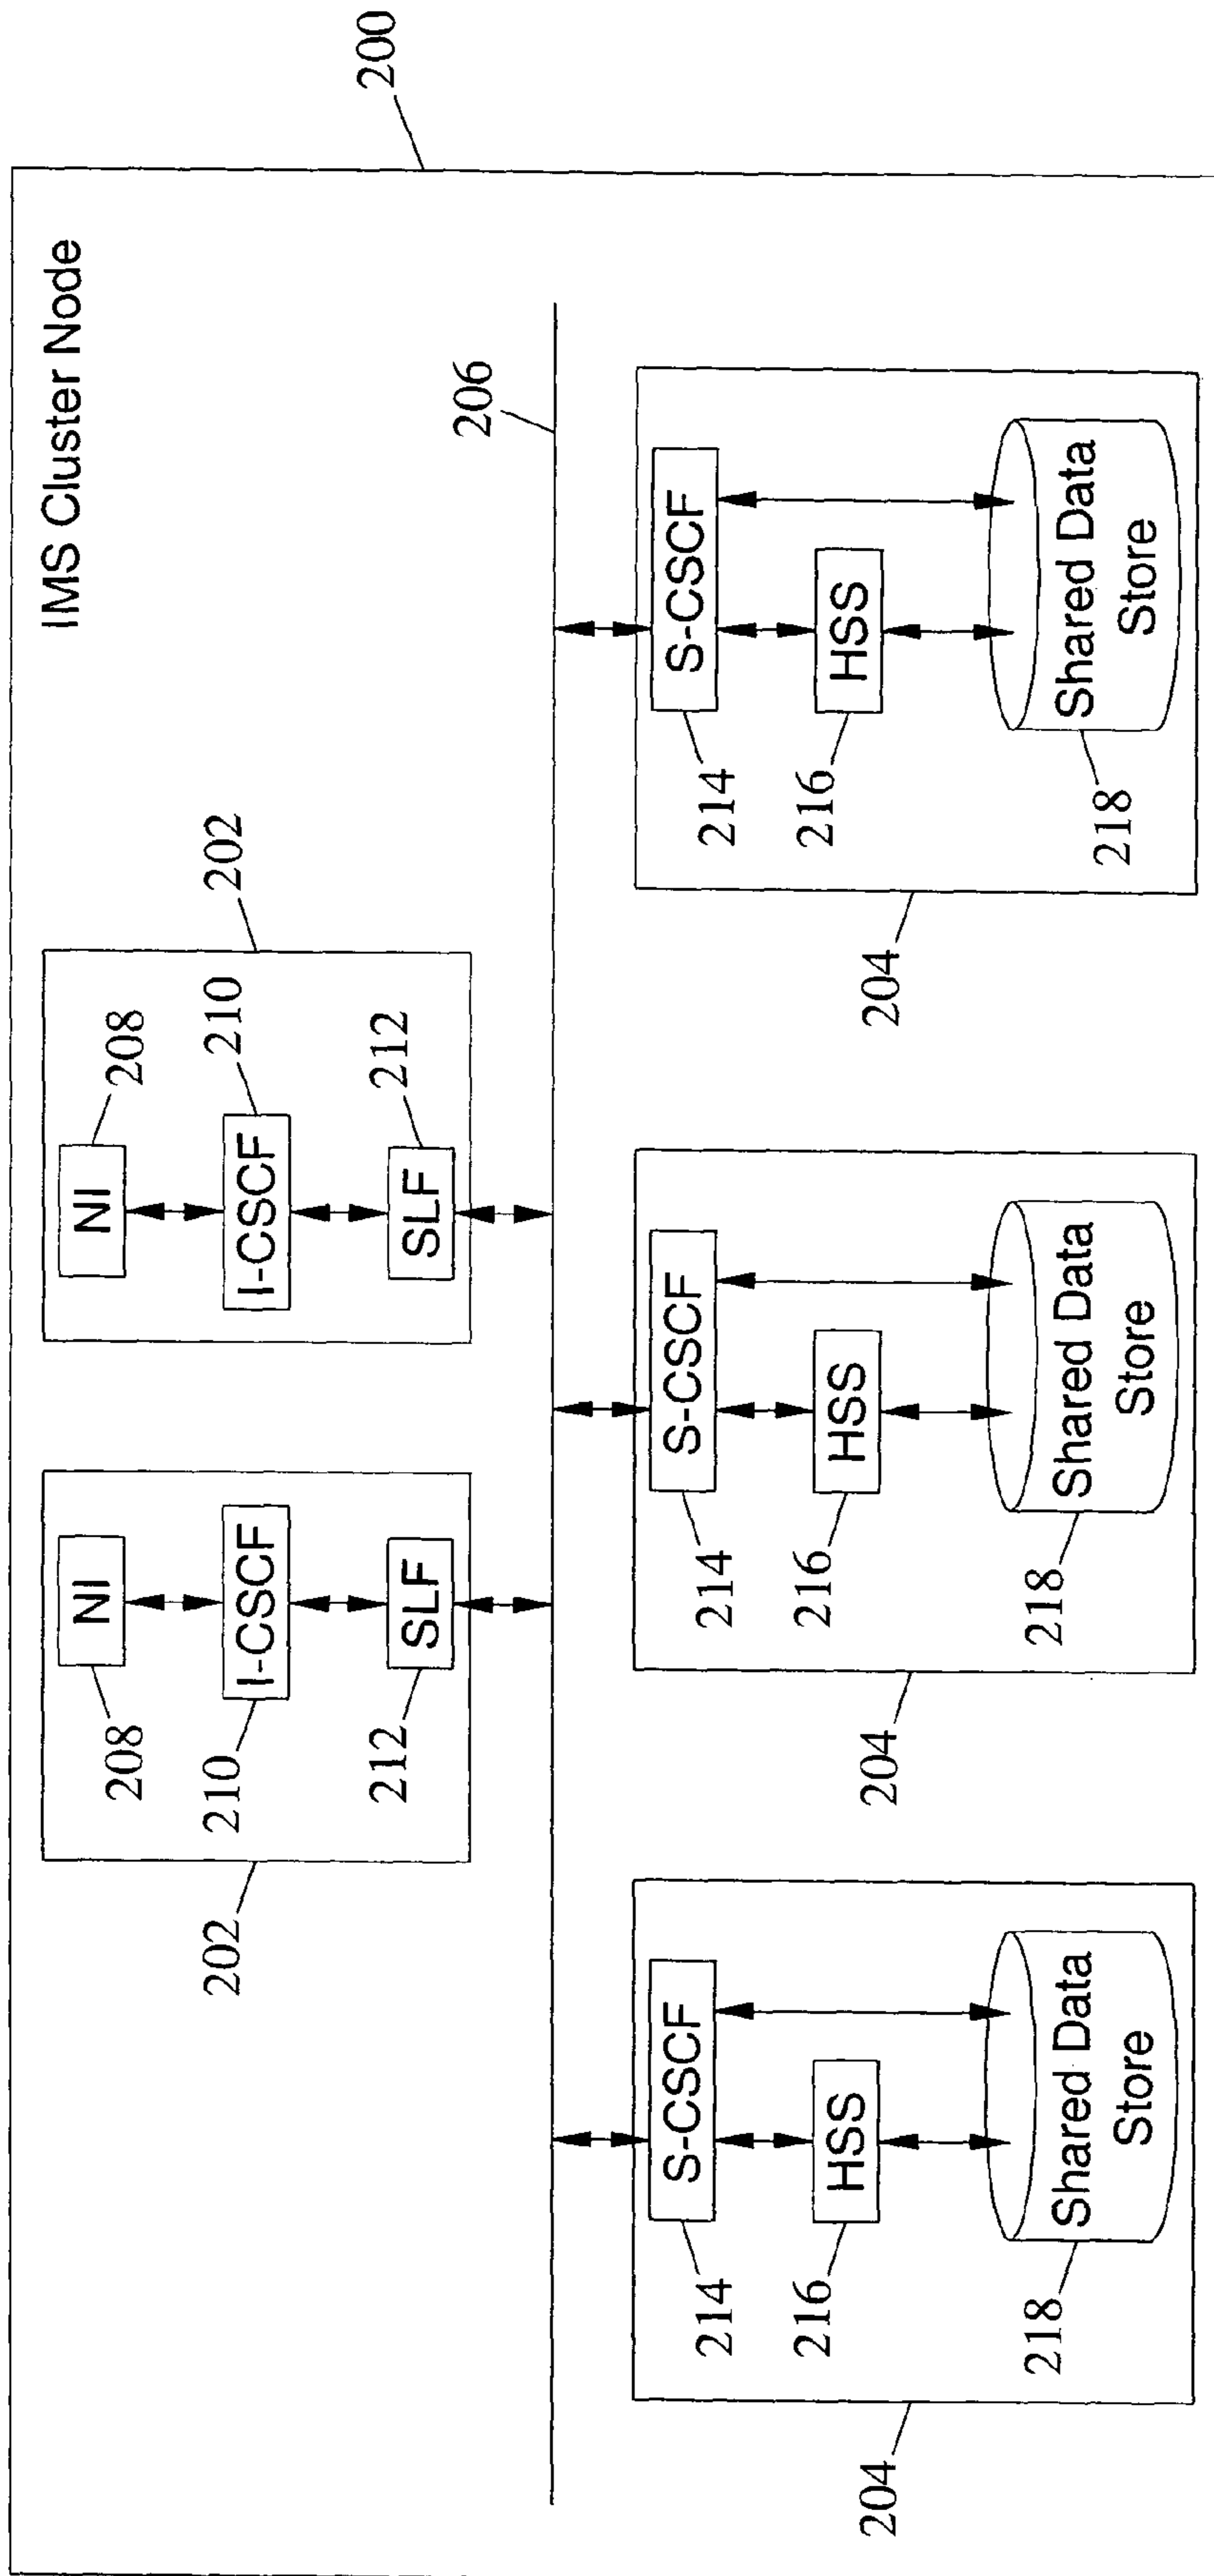 IMS Cluster Node
200
NI
208
I-CSCF
210
SLF
212
202
NI
208
I-CSCF
210
SLF
212
202
206
S-CSCF
214
HSS
216
Shared Data
Store
218
204
S-CSCF
214
HSS
216
Shared Data
Store
218
204
S-CSCF
214
HSS
216
Shared Data
Store
218
204